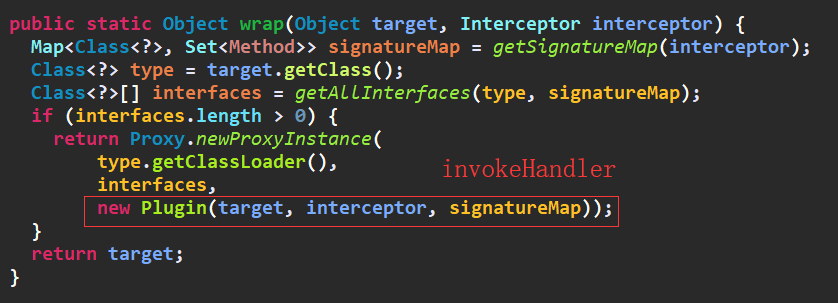 public static Object wrap(Object target, Interceptor interceptor) {
  Map<Class<?>, Set<Method>> signatureMap = getSignatureMap(interceptor);
  Class<?> type = target.getClass();
  Class<?>[] interfaces = getAllInterfaces(type, signatureMap);
  if (interfaces.length > 0) {
    return Proxy.newProxyInstance(
        type.getClassLoader(),
invokeHandler
        interfaces,
        new Plugin(target, interceptor, signatureMap));
  }
  return target;
}